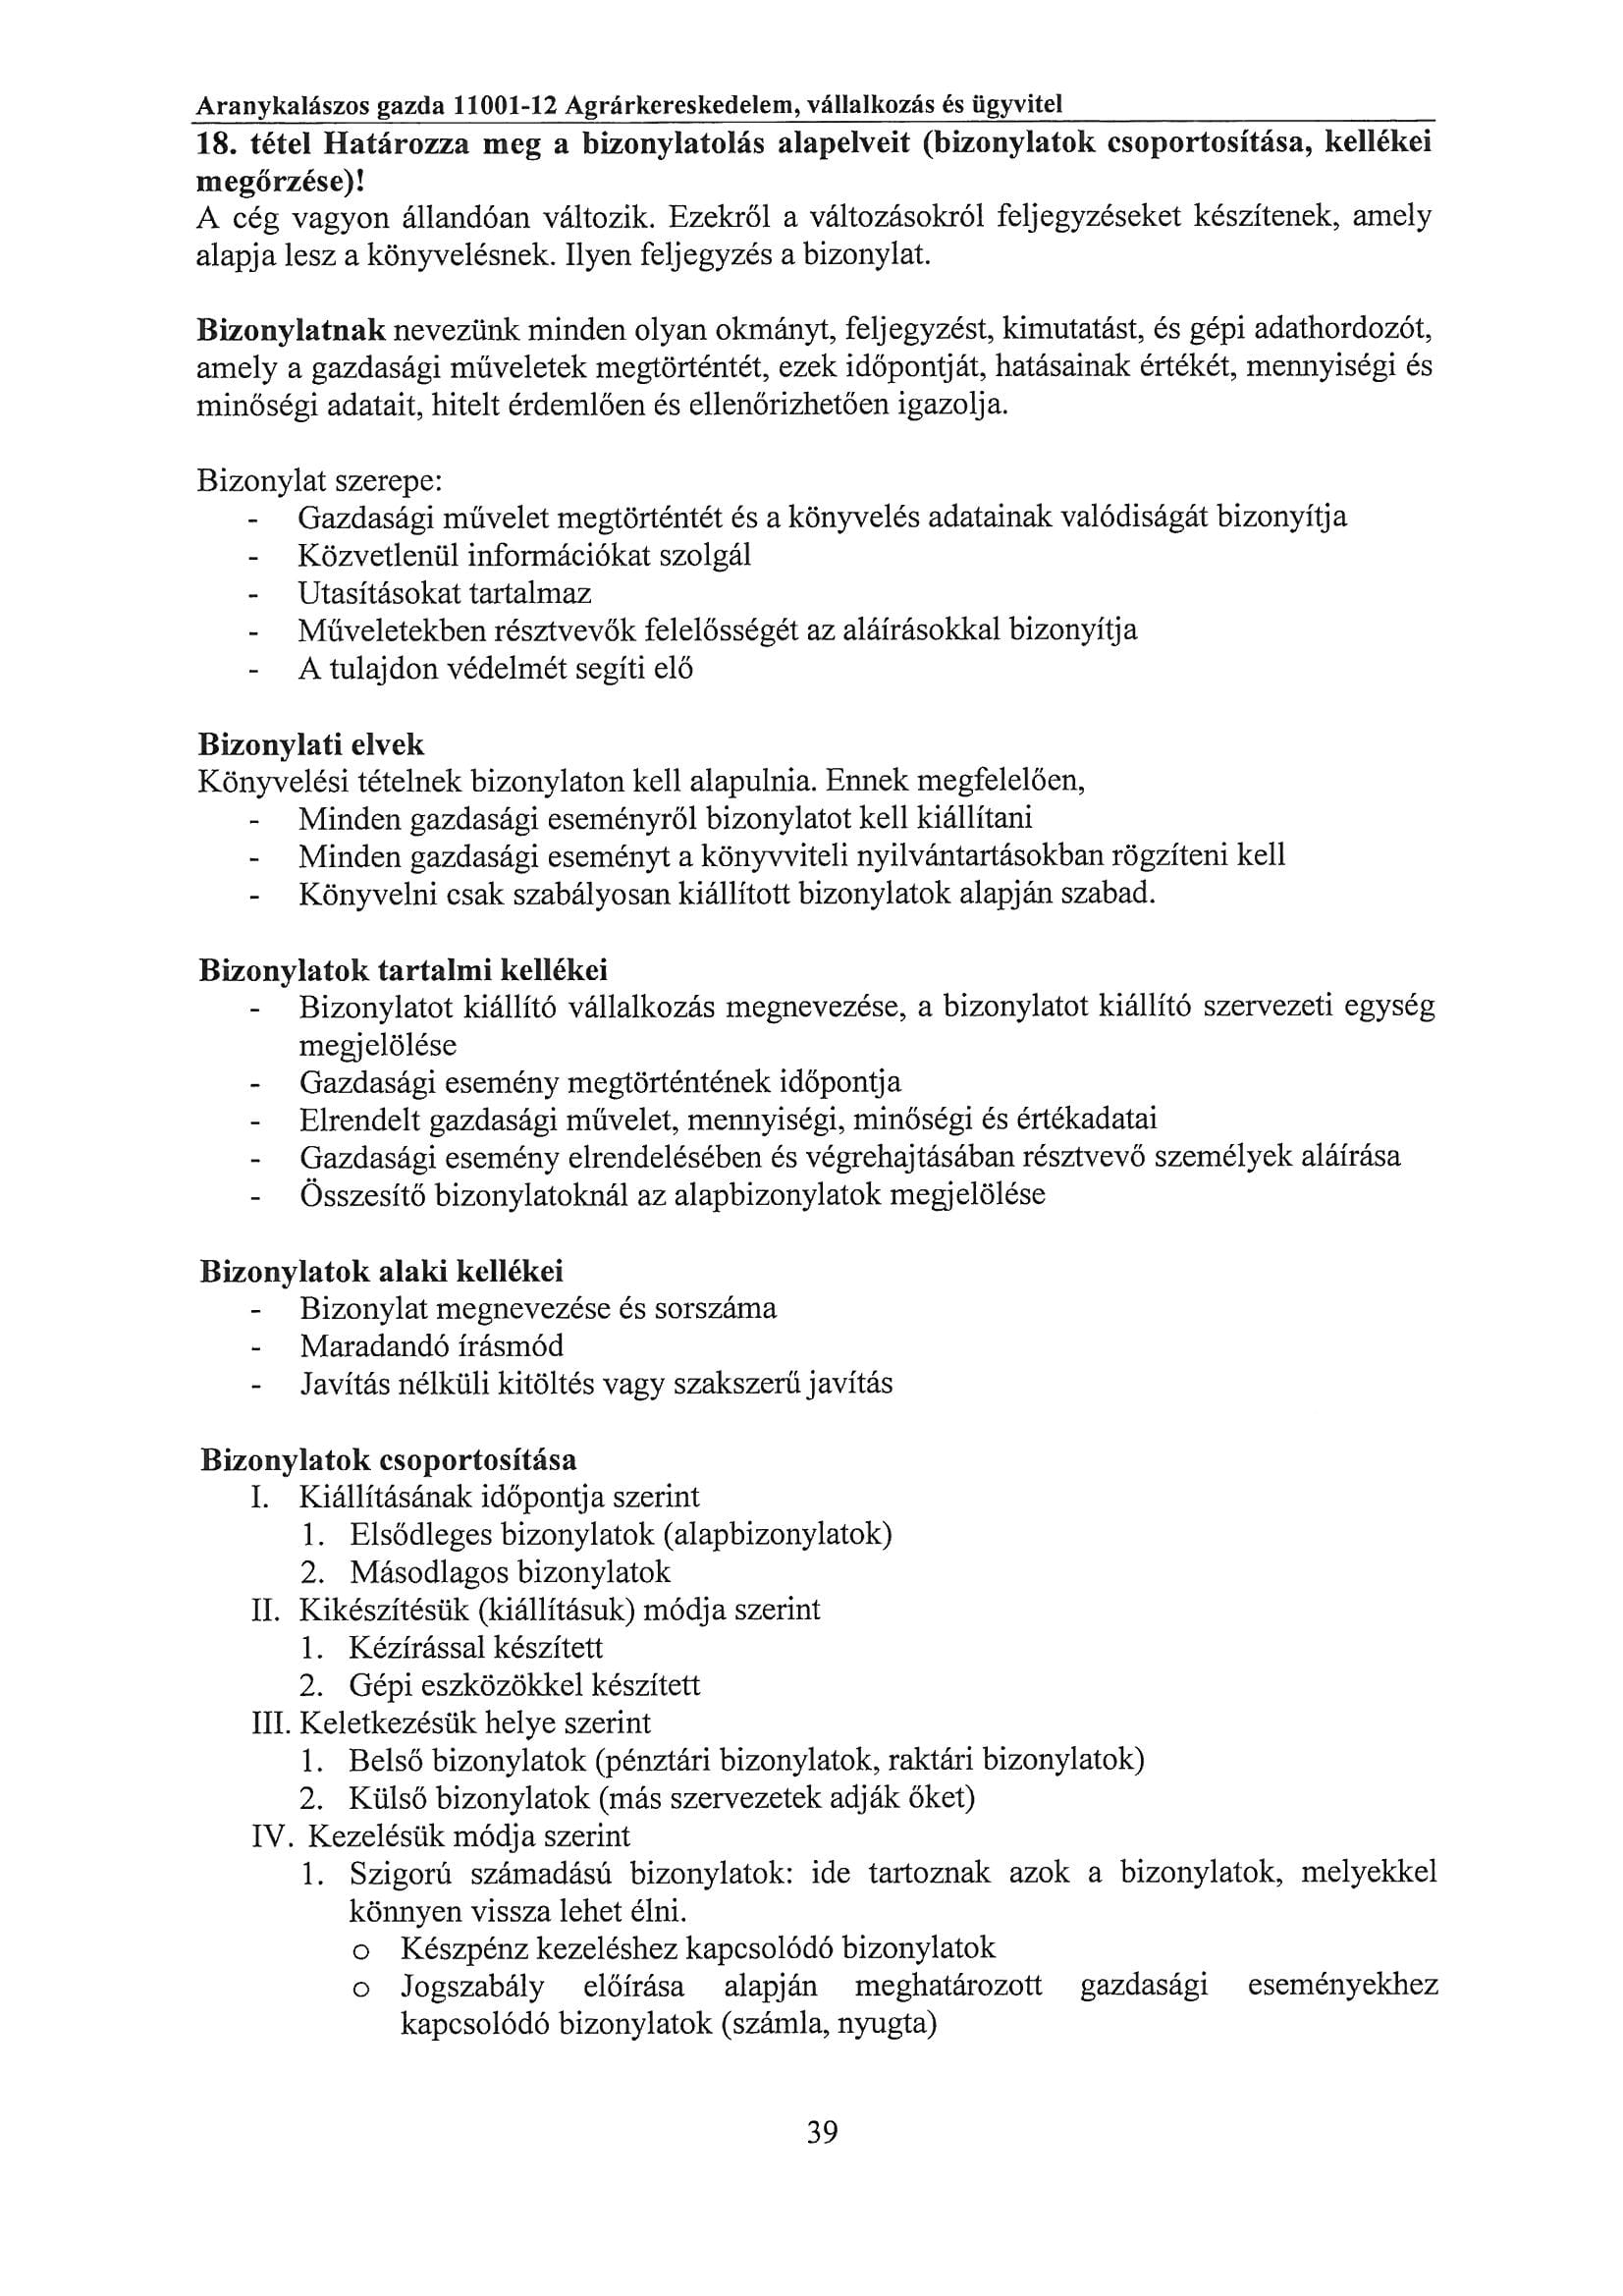 Aranykalászos gazda 11001-12 Agrárkereskedelem, vállalkozás és ügyvitel
18. tétel Határozza meg a bizonylatolás alapelveit (bizonylatok csoportosítása, kellékei
megőrzése)!
A cég vagyon állandóan változik. Ezekről a változásokról feljegyzéseket készítenek, amely
alapja lesz a könyvelésnek. Ilyen feljegyzés a bizonylat.
Bizonylatnak nevezünk minden olyan okmányt, feljegyzést, kimutatást, és gépi adathordozót,
amely a gazdasági műveletek megtörténtét, ezek időpontját, hatásainak értékét, mennyiségi és
minőségi adatait, hitelt érdemlően és ellenőrizhetően igazolja.
Bizonylat szerepe:
- Gazdasági művelet megtörténtét és a könyvelés adatainak valódiságát bizonyítja
- Közvetlenül információkat szolgál
- Utasításokat tartalmaz
- Műveletekben résztvevők felelősségét az aláírásokkal bizonyítja
- A tulajdon védelmét segíti elő
Bizonylati elvek
Könyvelési tételnek bizonylaton kell alapulnia. Ennek megfelelően,
- Minden gazdasági eseményről bizonylatot kell kiállítani
- Minden gazdasági eseményt a könyvviteli nyilvántartásokban rögzíteni kell
- Könyvelni csak szabályosan kiállított bizonylatok alapján szabad.
Bizonylatok tartalmi kellékei
- Bizonylatot kiállító vállalkozás megnevezése, a bizonylatot kiállító szervezeti egység
megjelölése
- Gazdasági esemény megtörténtének időpontja
- Elrendelt gazdasági művelet, mennyiségi, minőségi és értékadatai
- Gazdasági esemény elrendelésében és végrehajtásában résztvevő személyek aláírása
- Összesítő bizonylatoknál az alapbizonylatok megjelölése
Bizonylatok alaki kellékei
- Bizonylat megnevezése és sorszáma
- Maradandó írásmód
- Javítás nélküli kitöltés vagy szakszerű javítás
Bizonylatok csoportosítása
I. Kiállításának időpontja szerint
1. Elsődleges bizonylatok (alapbizonylatok)
2. Másodlagos bizonylatok
II. Kikészítésük (kiállításuk) módja szerint
1. Kézírással készített
2. Gépi eszközökkel készített
III. Keletkezésük helye szerint
1. Belső bizonylatok (pénztári bizonylatok, raktári bizonylatok)
2. Külső bizonylatok (más szervezetek adják őket)
IV. Kezelésük módja szerint
1. Szigorú számadású bizonylatok: ide tartoznak azok a bizonylatok, melyekkel
könnyen vissza lehet élni.
o Készpénz kezeléshez kapcsolódó bizonylatok
o Jogszabály előírása alapján meghatározott gazdasági eseményekhez
kapcsolódó bizonylatok (számla, nyugta)
39